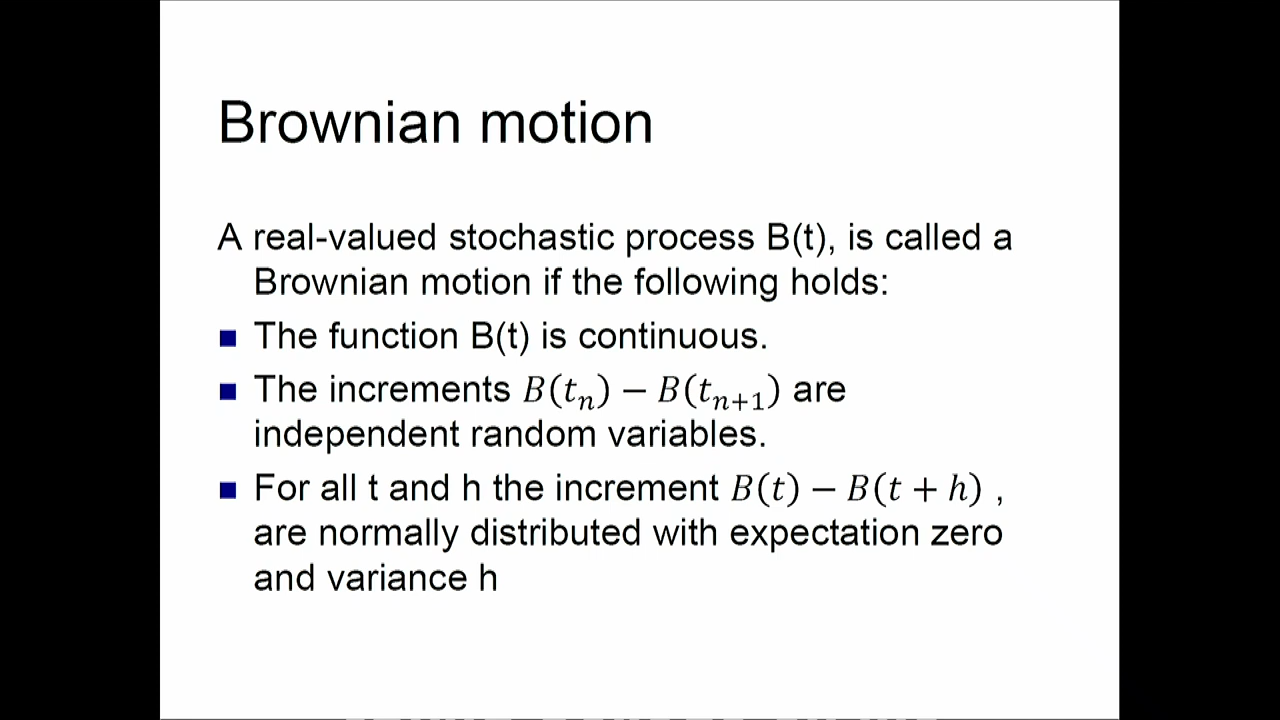 Brownian motion
A real-valued stochastic process B(t), is called a
Brownian motion if the following holds:
■ The function B(t) is continuous.
■ The increments B(tₙ) − B(tₙ₊₁) are
independent random variables.
■ For all t and h the increment B(t) − B(t + h) ,
are normally distributed with expectation zero
and variance h